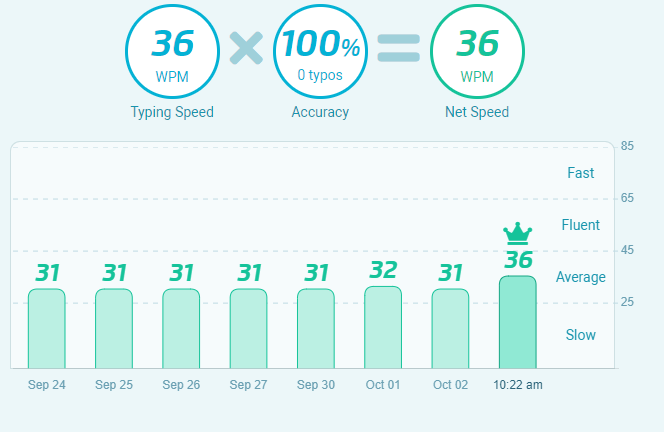 36 100% 36
WPM 0 typos WPM
Typing Speed Accuracy Net Speed
85
Fast
65
Fluent
45
31 31 31 31 31 32 31 36
Average
25
Slow
Sep 24 Sep 25 Sep 26 Sep 27 Sep 30 Oct 01 Oct 02 10:22 am